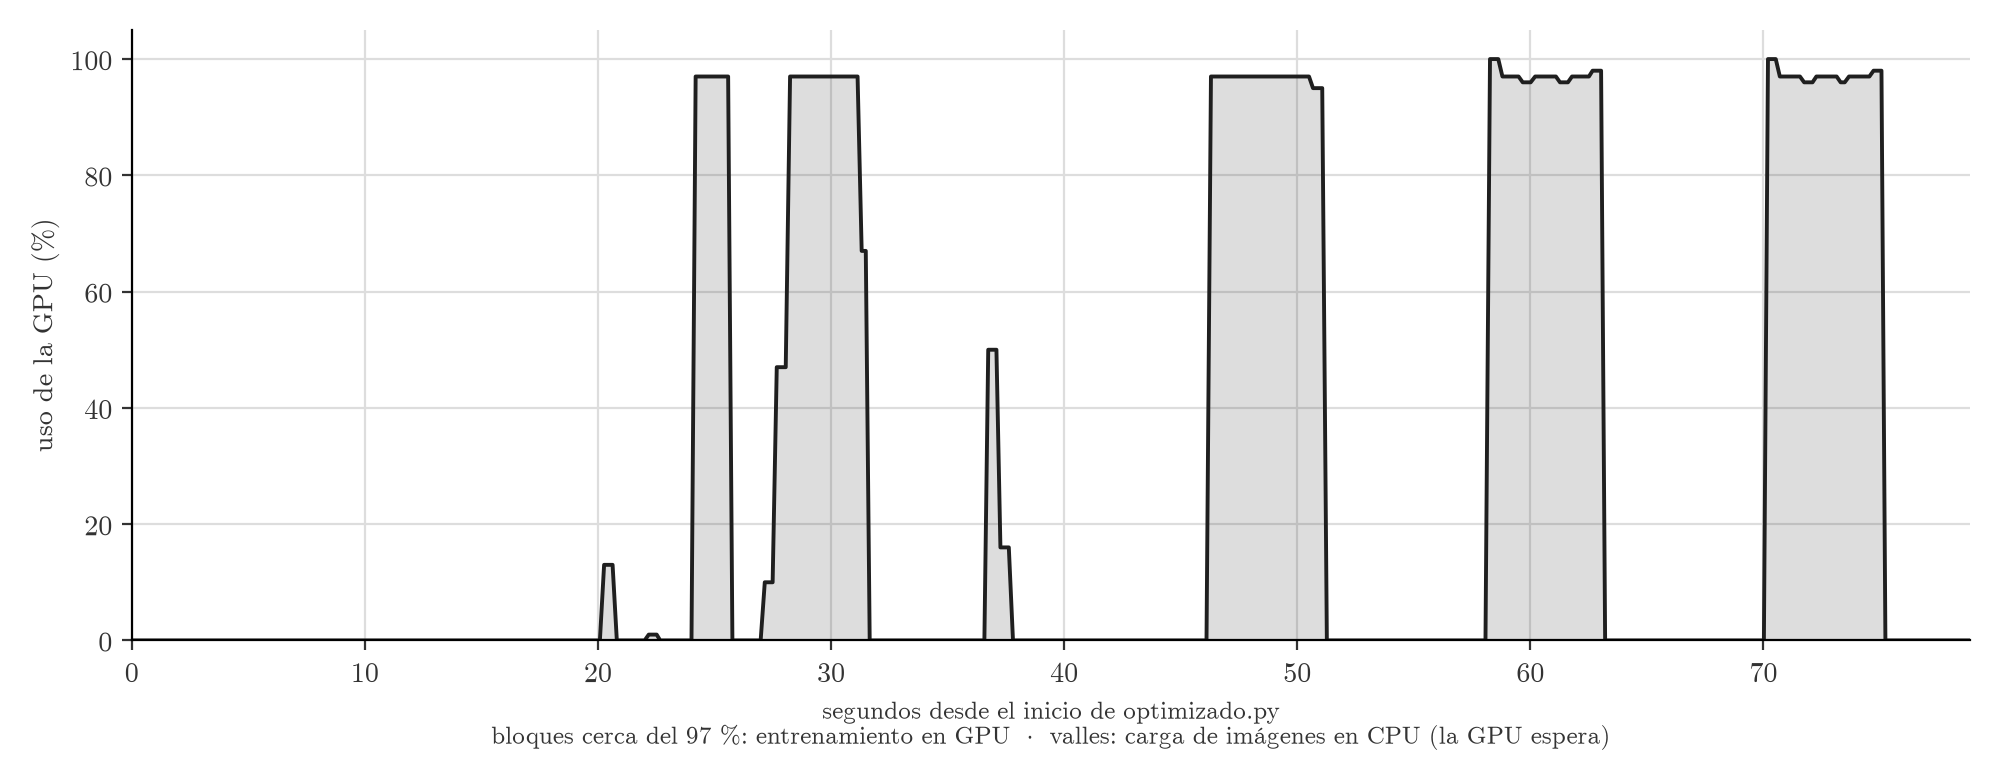 100
80
60
40
20
0
uso de la GPU (%)
0 10 20 30 40 50 60 70
segundos desde el inicio de optimizado.py
bloques cerca del 97 %: entrenamiento en GPU · valles: carga de imágenes en CPU (la GPU espera)